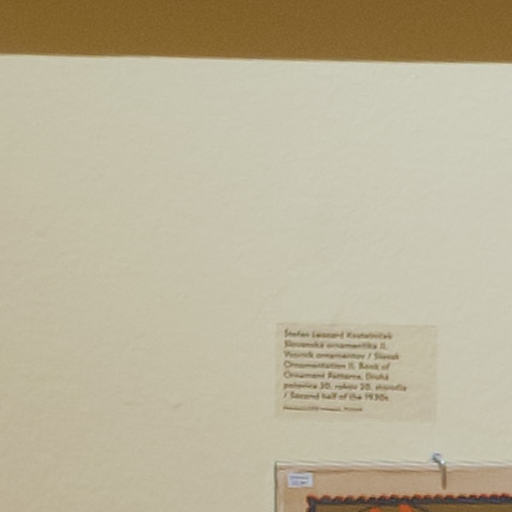 Štefan Leonard Kostelničák
Slovenská ornamentika II.
Vzorník ornamentov / Slovak
Ornamentation II. Book of
Ornament Patterns, Druhá
polovica 30. rokov 20. storočia
/ Second half of the 1930s